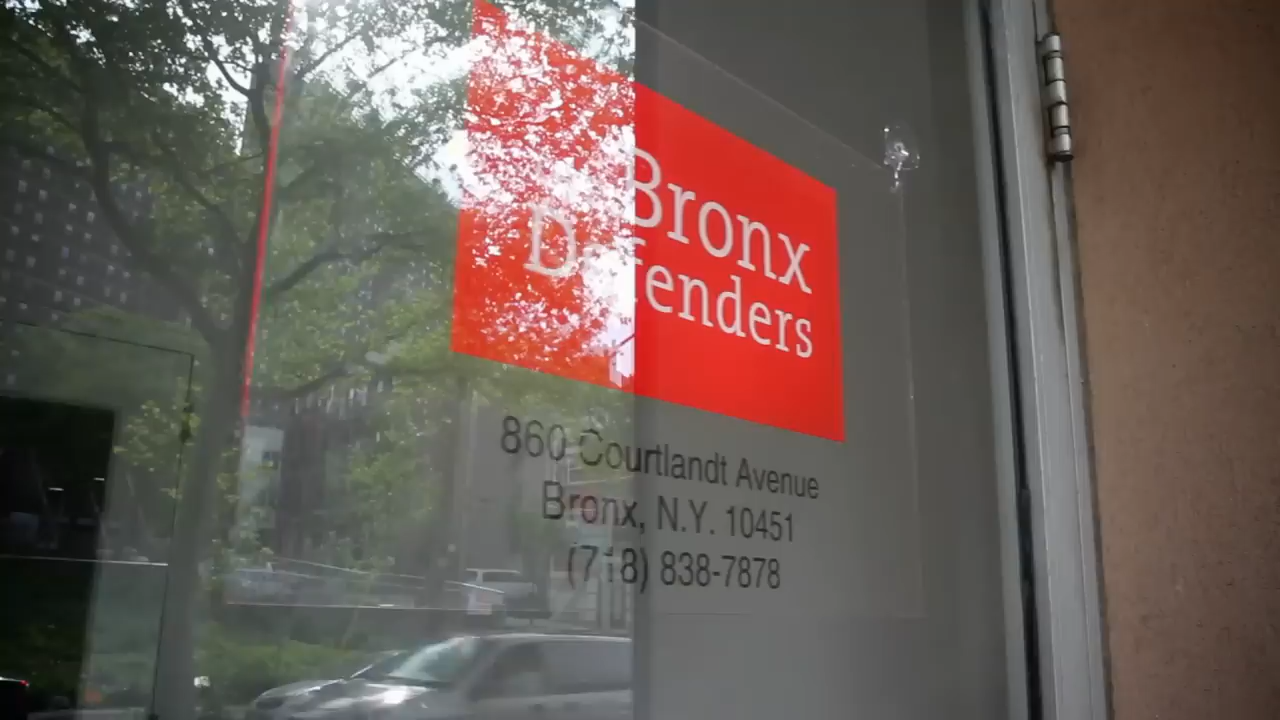 Bronx
Defenders
860 Courtlandt Avenue
Bronx, N.Y. 10451
(718) 838-7878